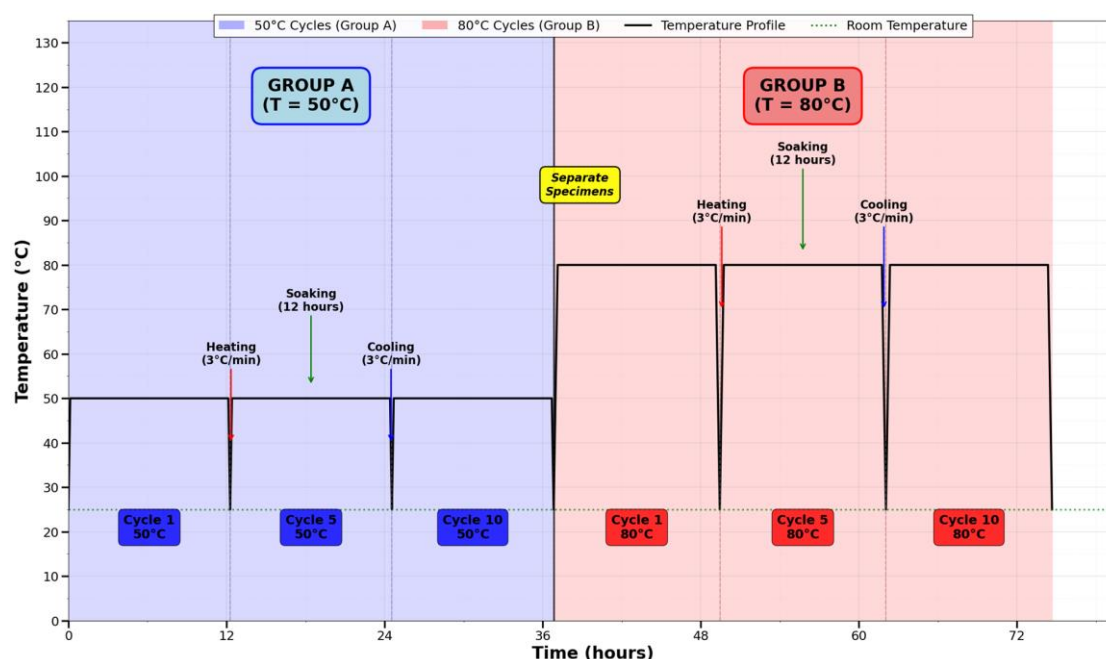 50°C Cycles (Group A) 80°C Cycles (Group B) Temperature Profile Room Temperature
GROUP A
(T = 50°C)
GROUP B
(T = 80°C)
Separate
Specimens
Soaking
(12 hours)
Heating
(3°C/min)
Cooling
(3°C/min)
Soaking
(12 hours)
Heating
(3°C/min)
Cooling
(3°C/min)
Cycle 1
50°C
Cycle 5
50°C
Cycle 10
50°C
Cycle 1
80°C
Cycle 5
80°C
Cycle 10
80°C
Temperature (°C)
130
120
110
100
90
80
70
60
50
40
30
20
10
0
0 12 24 36 48 60 72
Time (hours)